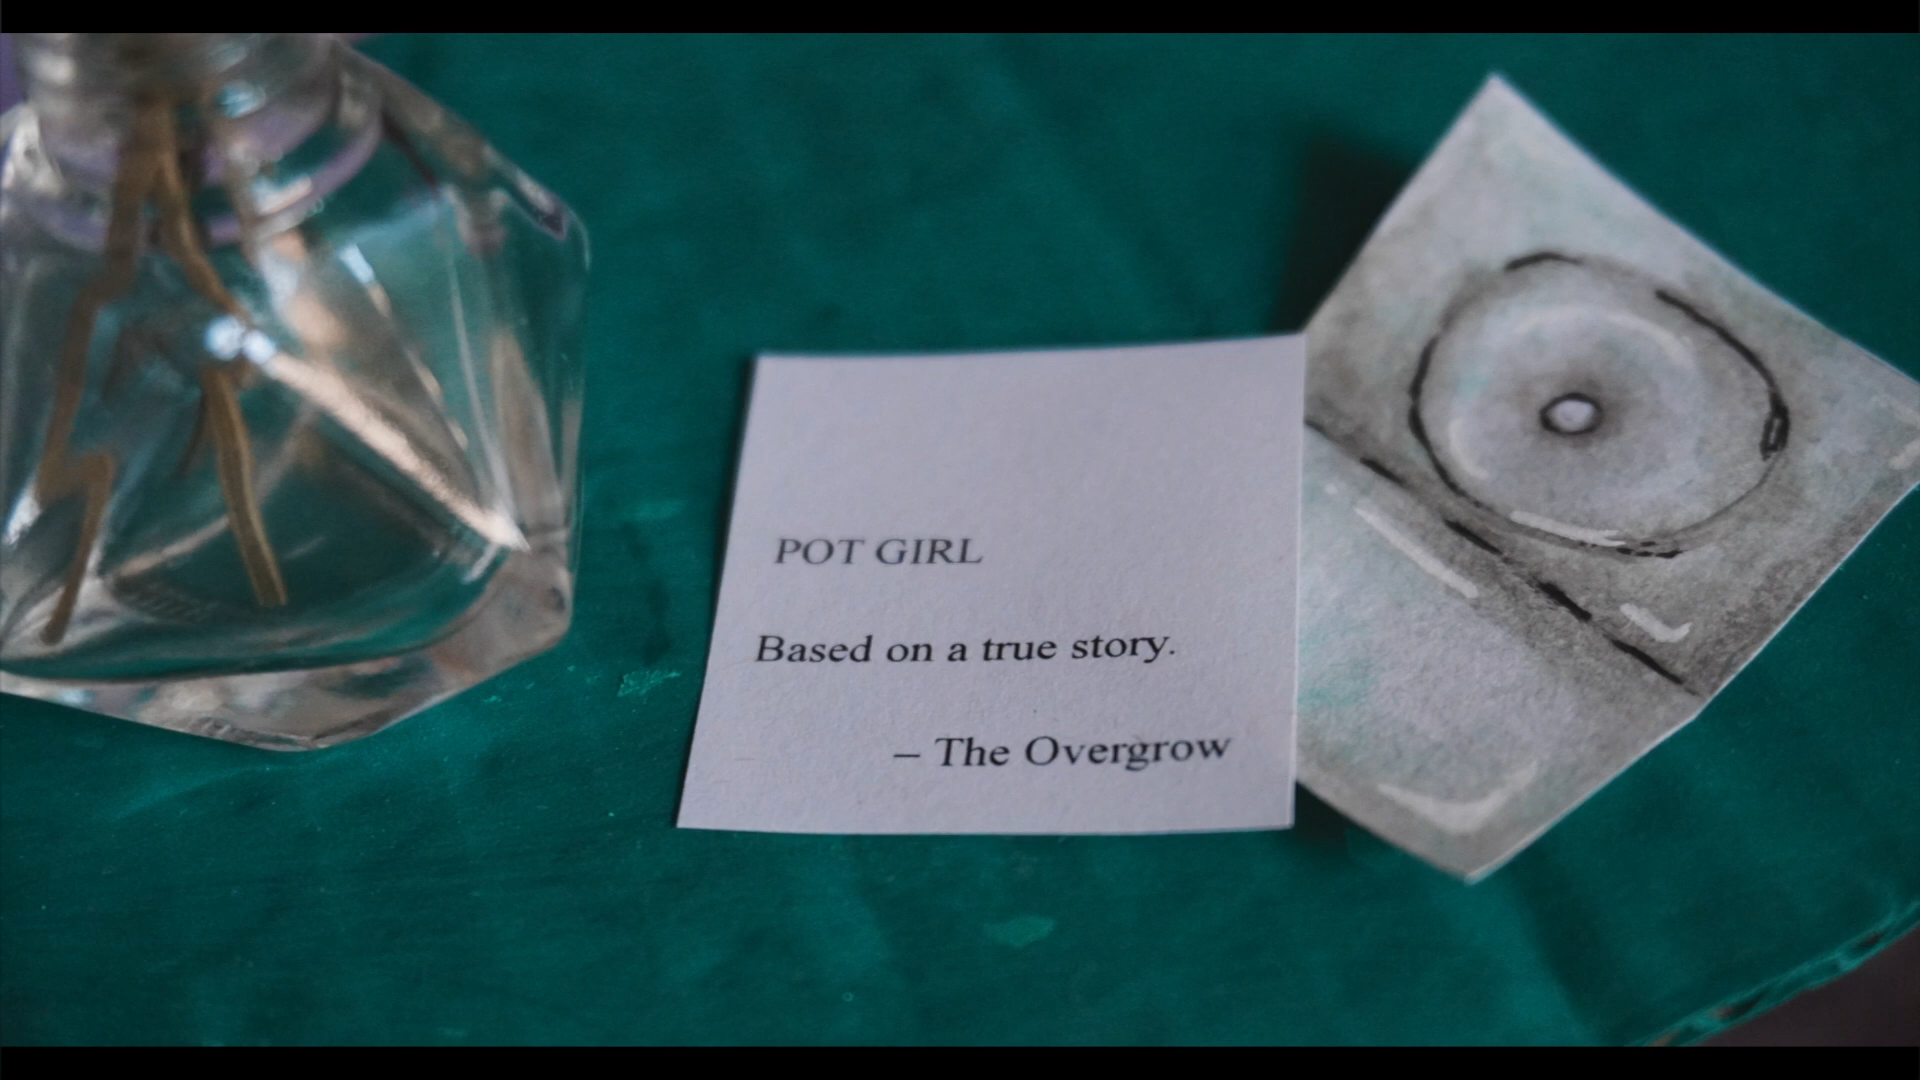 POT GIRL
Based on a true story.
– The Overgrow